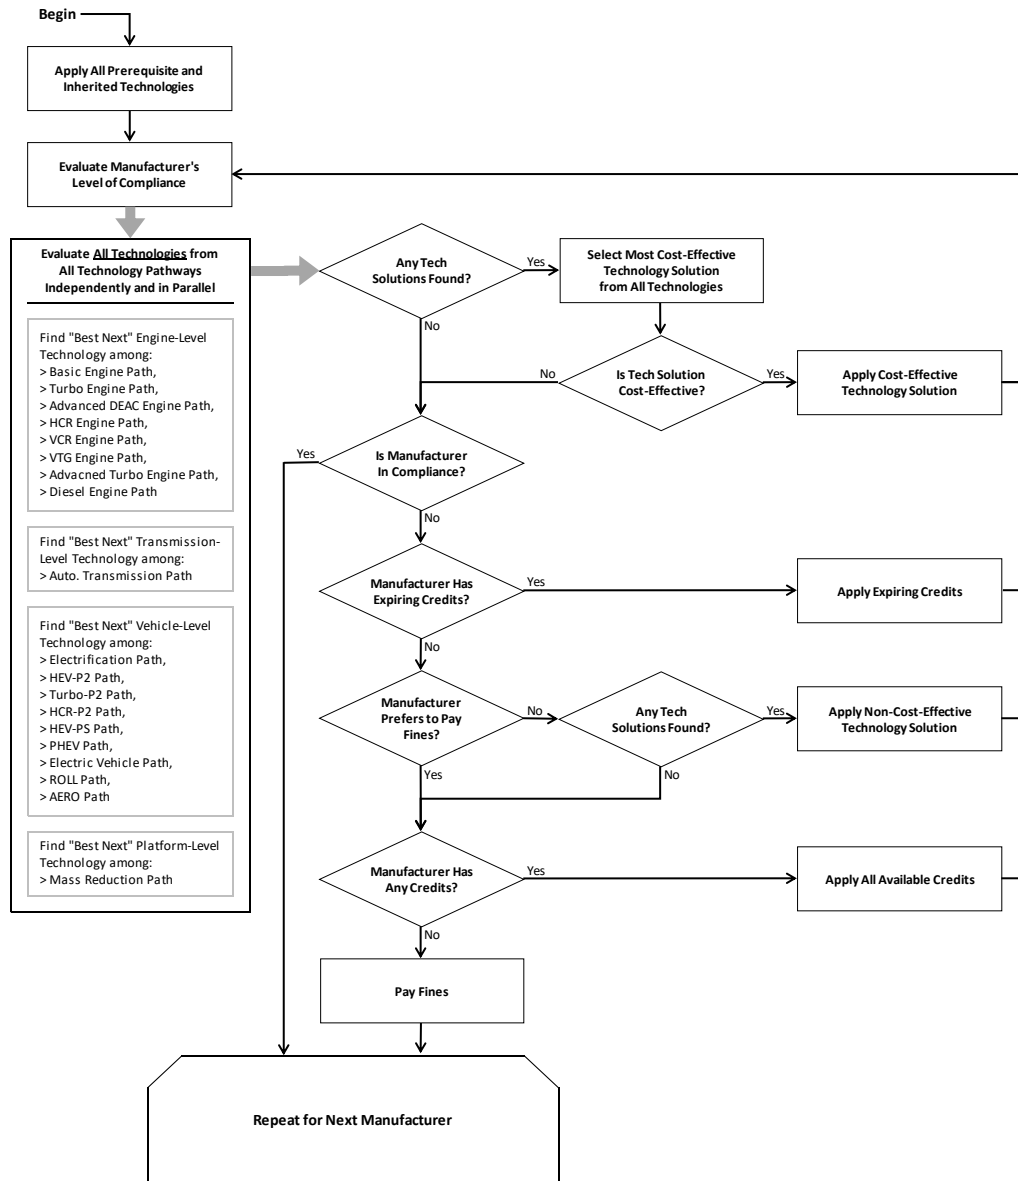 Begin
Apply All Prerequisite and
Inherited Technologies
Evaluate Manufacturer's
Level of Compliance
Evaluate All Technologies from
All Technology Pathways
Independently and in Parallel
Find "Best Next" Engine-Level
Technology among:
> Basic Engine Path,
> Turbo Engine Path,
> Advanced DEAC Engine Path,
> HCR Engine Path,
> VCR Engine Path,
> VTG Engine Path,
> Advacned Turbo Engine Path,
> Diesel Engine Path
Find "Best Next" Transmission-
Level Technology among:
> Auto. Transmission Path
Find "Best Next" Vehicle-Level
Technology among:
> Electrification Path,
> HEV-P2 Path,
> Turbo-P2 Path,
> HCR-P2 Path,
> HEV-PS Path,
> PHEV Path,
> Electric Vehicle Path,
> ROLL Path,
> AERO Path
Find "Best Next" Platform-Level
Technology among:
> Mass Reduction Path
Any Tech
Solutions Found?
Yes
No
Select Most Cost-Effective
Technology Solution
from All Technologies
Is Tech Solution
Cost-Effective?
No
Yes
Apply Cost-Effective
Technology Solution
Is Manufacturer
In Compliance?
Yes
No
Manufacturer Has
Expiring Credits?
Yes
No
Apply Expiring Credits
Manufacturer
Prefers to Pay
Fines?
No
Yes
Any Tech
Solutions Found?
Yes
No
Apply Non-Cost-Effective
Technology Solution
Manufacturer Has
Any Credits?
Yes
No
Apply All Available Credits
Pay Fines
Repeat for Next Manufacturer